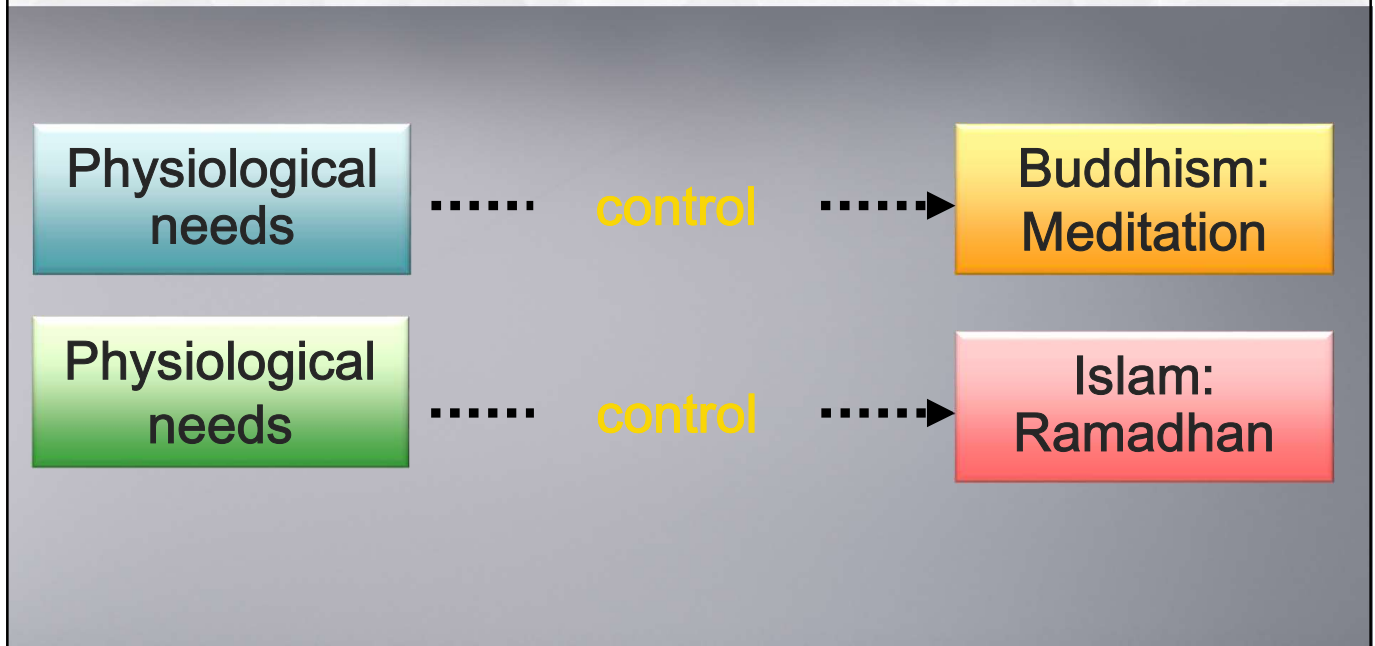 Physiological
needs
control
Buddhism:
Meditation
Physiological
needs
control
Islam:
Ramadhan